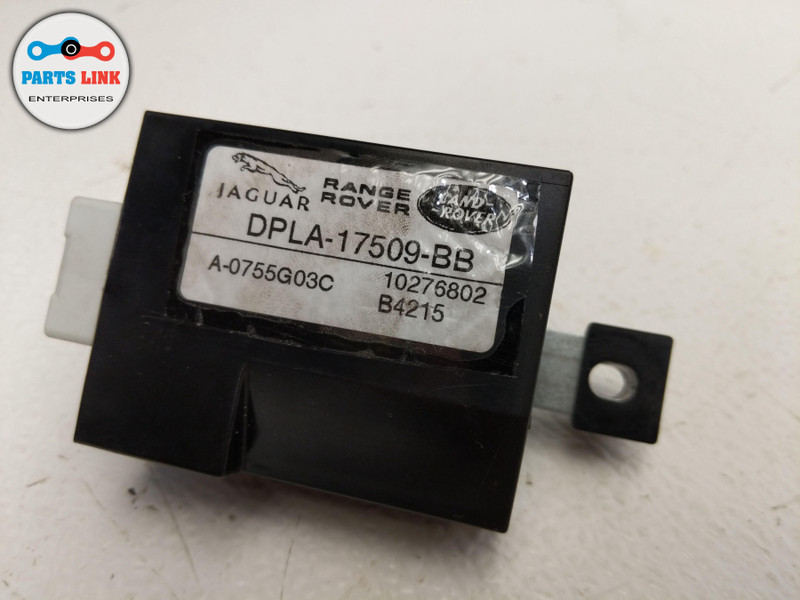 PARTS LINK
ENTERPRISES
JAGUAR
RANGE
ROVER
LAND-
ROVER
DPLA-17509-BB
A-0755G03C 10276802
B4215